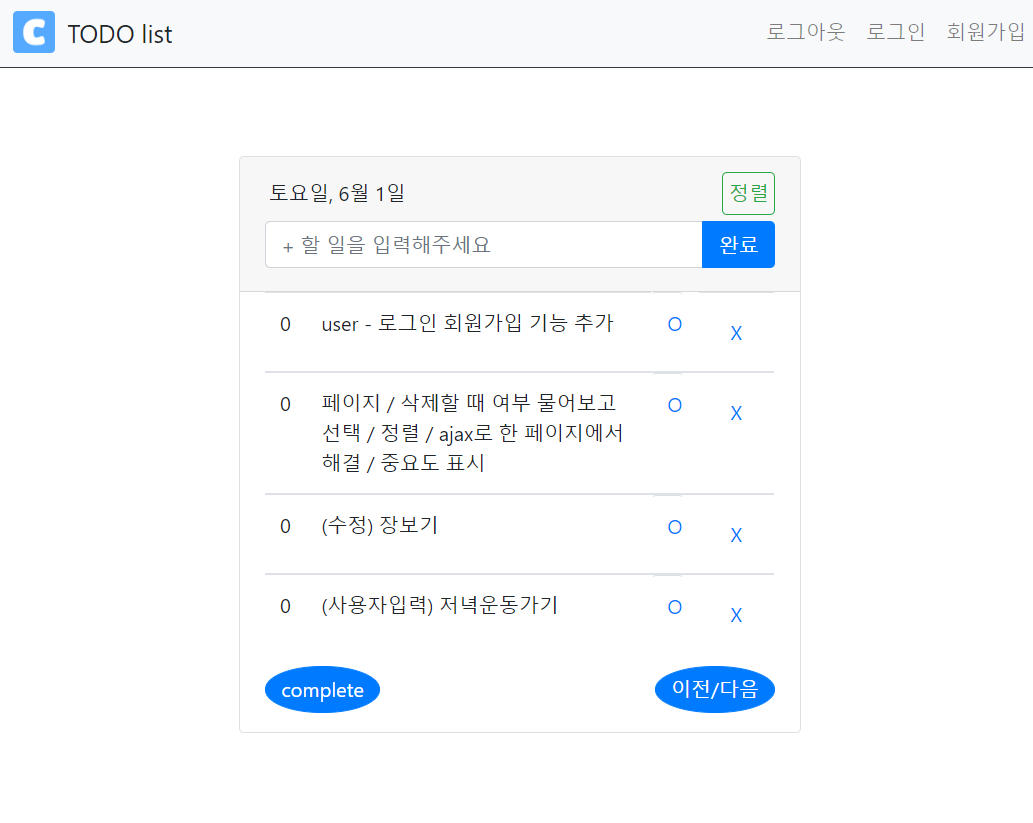 C TODO list 로그아웃 로그인 회원가입
토요일, 6월 1일 정렬
+ 할 일을 입력해주세요 완료
0 user - 로그인 회원가입 기능 추가 O X
0 페이지 / 삭제할 때 여부 물어보고 O X
선택 / 정렬 / ajax로 한 페이지에서
해결 / 중요도 표시
0 (수정) 장보기 O X
0 (사용자입력) 저녁운동가기 O X
complete 이전/다음